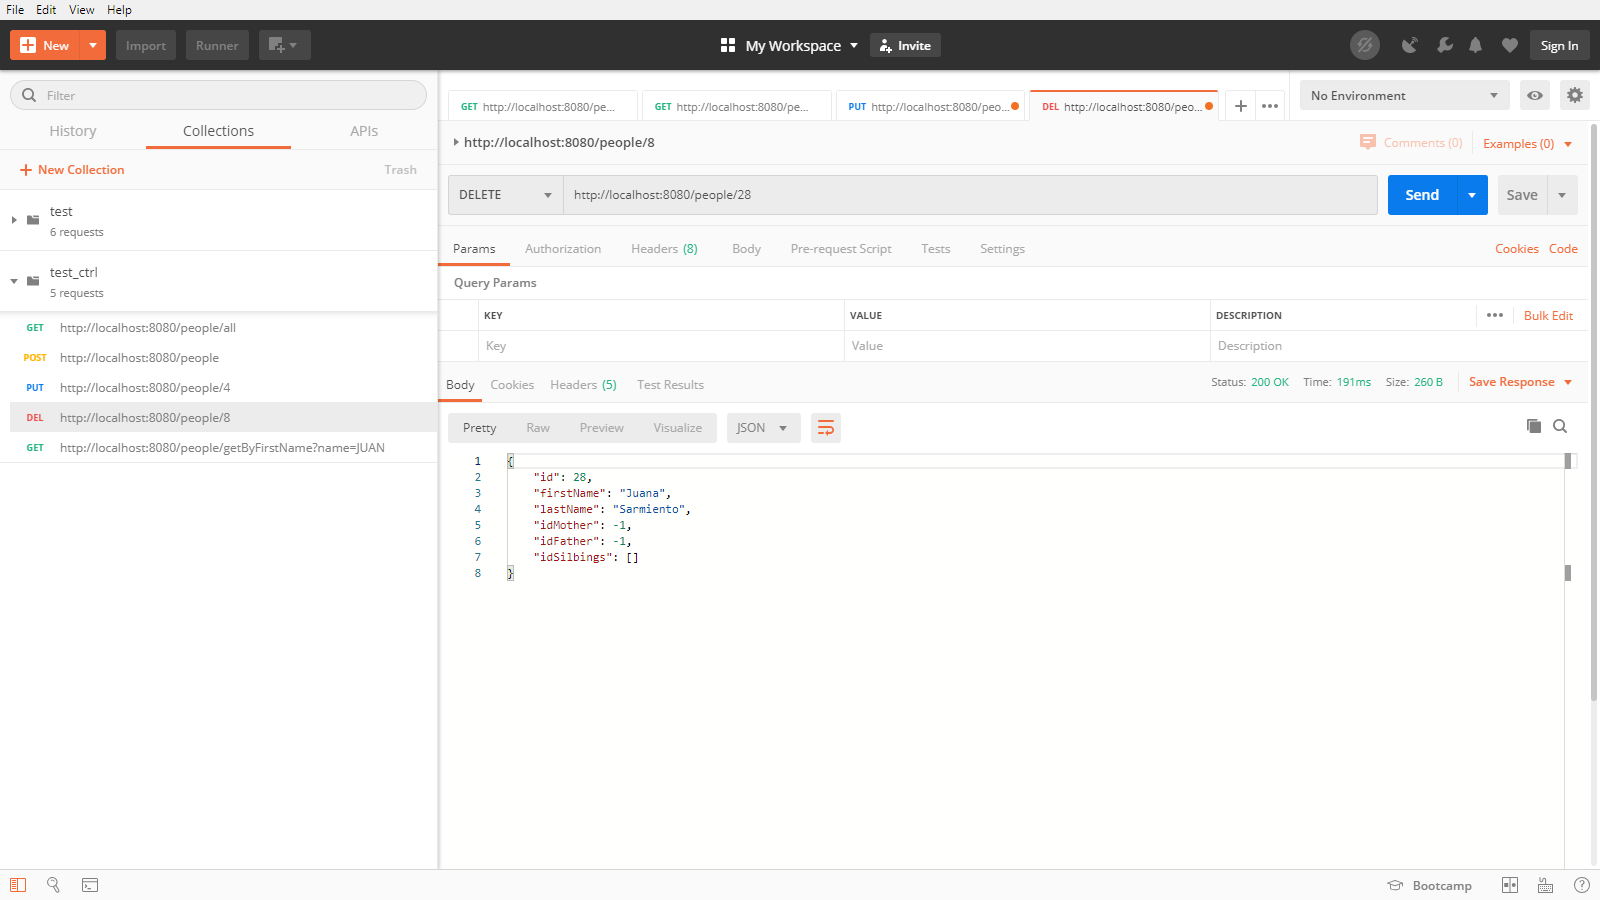 File Edit View Help
New Import Runner My Workspace Invite Sign In
Filter
History Collections APIs
New Collection Trash
test
6 requests
test_ctrl
5 requests
GET http://localhost:8080/people/all
POST http://localhost:8080/people
PUT http://localhost:8080/people/4
DEL http://localhost:8080/people/8
GET http://localhost:8080/people/getByFirstName?name=JUAN
GET http://localhost:8080/pe... GET http://localhost:8080/pe... PUT http://localhost:8080/peo... DEL http://localhost:8080/peo... No Environment
http://localhost:8080/people/8 Comments (0) Examples (0)
DELETE http://localhost:8080/people/28 Send Save
Params Authorization Headers (8) Body Pre-request Script Tests Settings Cookies Code
Query Params
KEY VALUE DESCRIPTION Bulk Edit
Key Value Description
Body Cookies Headers (5) Test Results Status: 200 OK Time: 191ms Size: 260 B Save Response
Pretty Raw Preview Visualize JSON
1 {
2 "id": 28,
3 "firstName": "Juana",
4 "lastName": "Sarmiento",
5 "idMother": -1,
6 "idFather": -1,
7 "idSilbings": []
8 }
Bootcamp